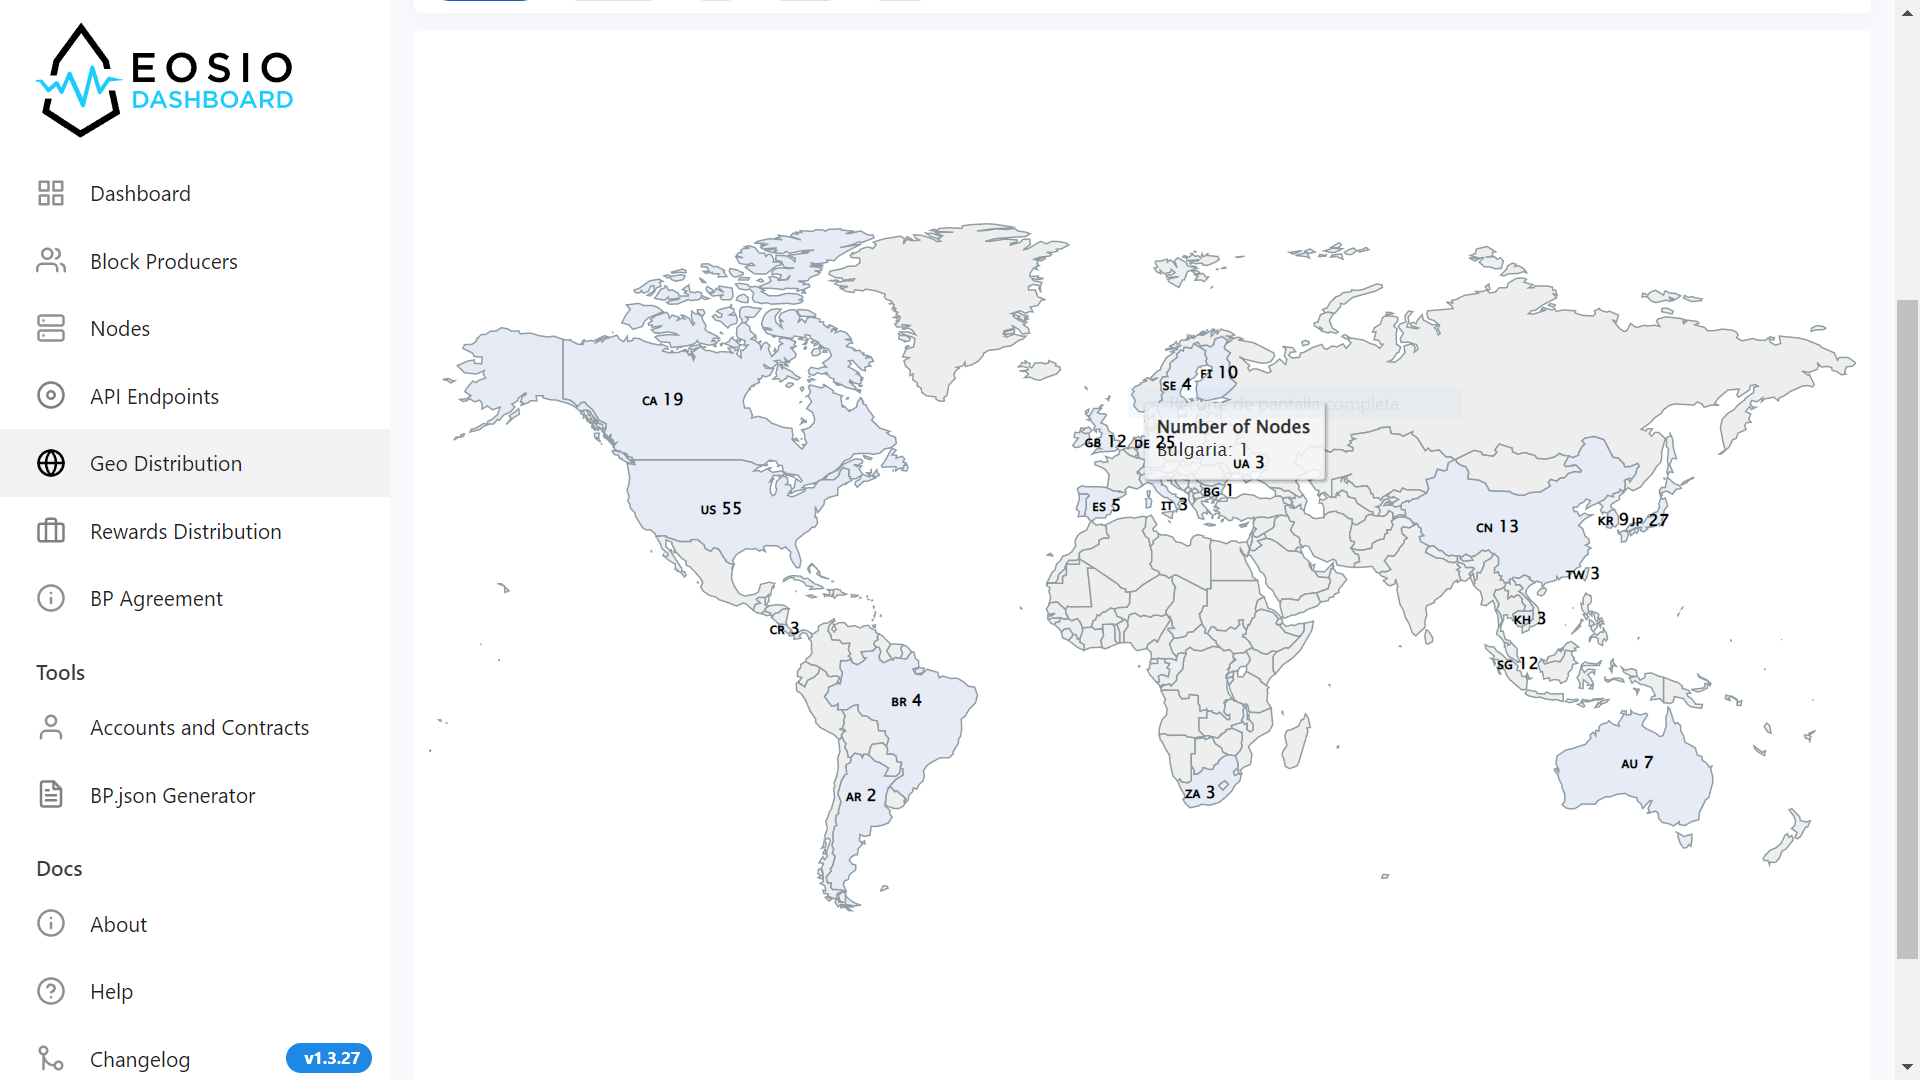 EOSIO
DASHBOARD
Dashboard
Block Producers
Nodes
API Endpoints
Geo Distribution
Rewards Distribution
BP Agreement
Tools
Accounts and Contracts
BP.json Generator
Docs
About
Help
Changelog
v1.3.27
CA 19
US 55
CR 3
BR 4
AR 2
SE 4
FI 10
Recorte de pantalla completa
Number of Nodes
Bulgaria: 1
GB 12
DE 25
UA 3
BG 1
ES 5
IT 3
CN 13
KR 9
JP 27
TW 3
KH 3
SG 12
AU 7
ZA 3